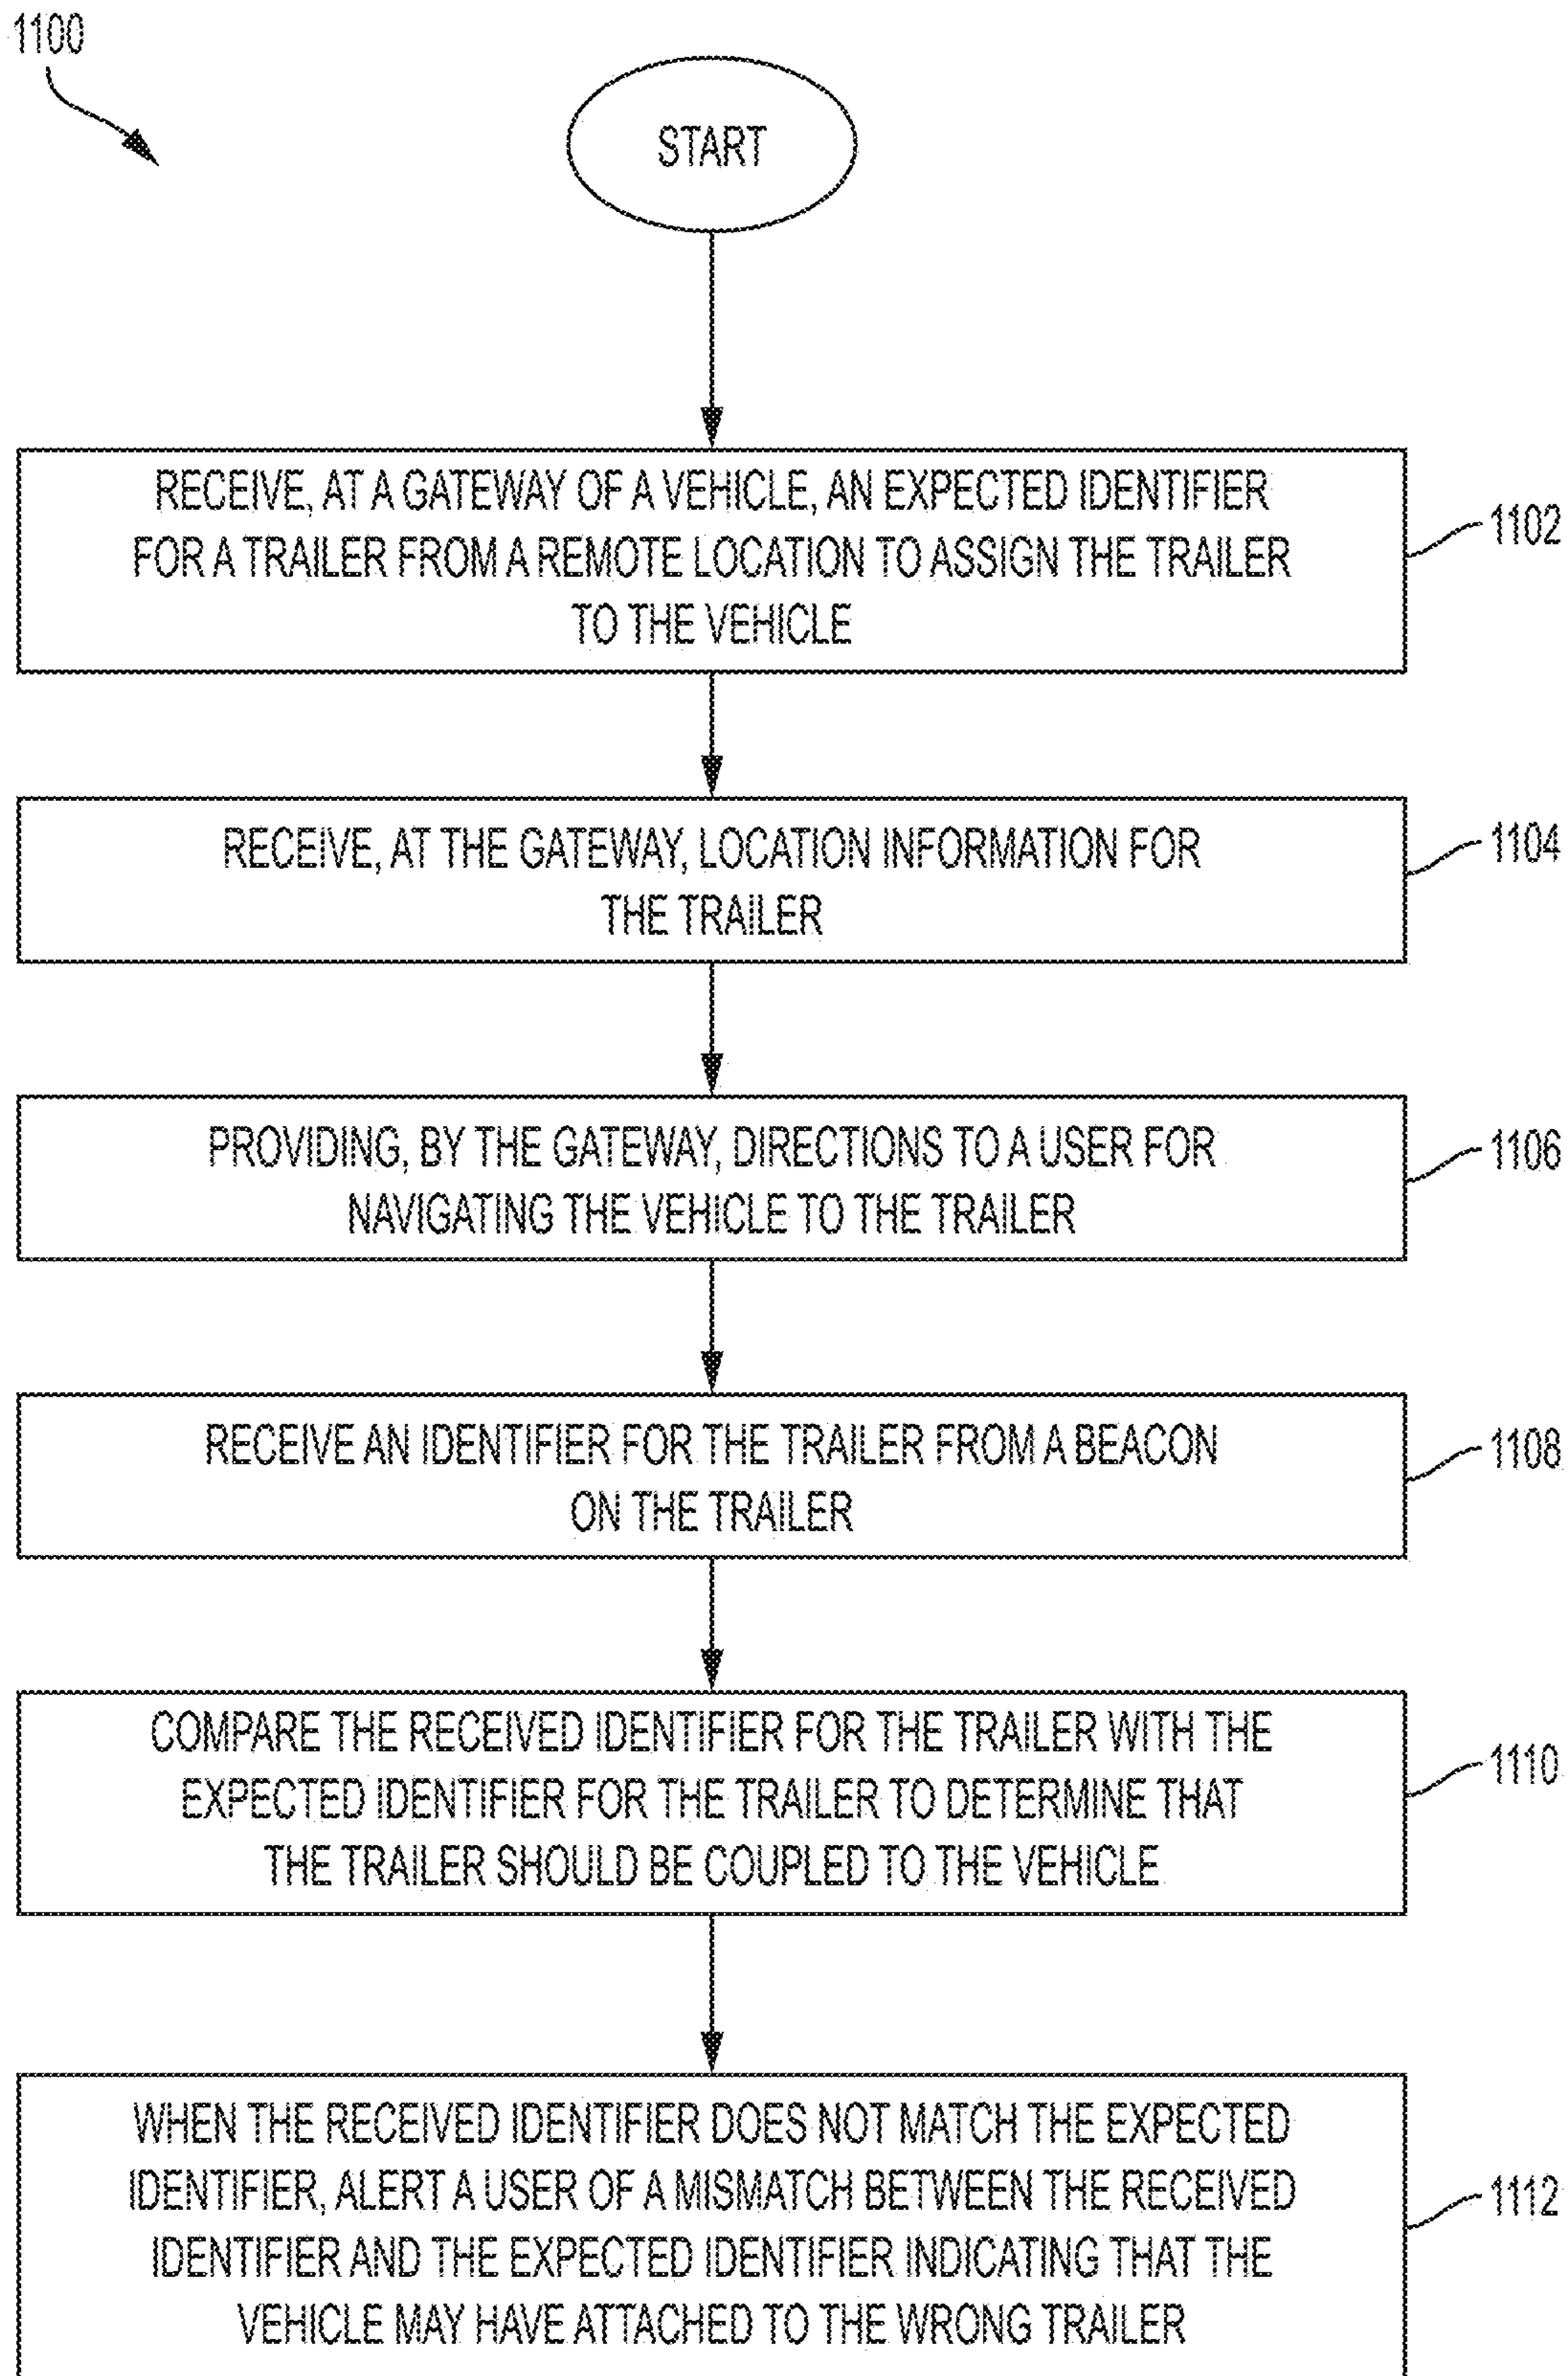 1100
START
RECEIVE, AT A GATEWAY OF A VEHICLE, AN EXPECTED IDENTIFIER
FOR A TRAILER FROM A REMOTE LOCATION TO ASSIGN THE TRAILER
TO THE VEHICLE
1102
RECEIVE, AT THE GATEWAY, LOCATION INFORMATION FOR
THE TRAILER
1104
PROVIDING, BY THE GATEWAY, DIRECTIONS TO A USER FOR
NAVIGATING THE VEHICLE TO THE TRAILER
1106
RECEIVE AN IDENTIFIER FOR THE TRAILER FROM A BEACON
ON THE TRAILER
1108
COMPARE THE RECEIVED IDENTIFIER FOR THE TRAILER WITH THE
EXPECTED IDENTIFIER FOR THE TRAILER TO DETERMINE THAT
THE TRAILER SHOULD BE COUPLED TO THE VEHICLE
1110
WHEN THE RECEIVED IDENTIFIER DOES NOT MATCH THE EXPECTED
IDENTIFIER, ALERT A USER OF A MISMATCH BETWEEN THE RECEIVED
IDENTIFIER AND THE EXPECTED IDENTIFIER INDICATING THAT THE
VEHICLE MAY HAVE ATTACHED TO THE WRONG TRAILER
1112